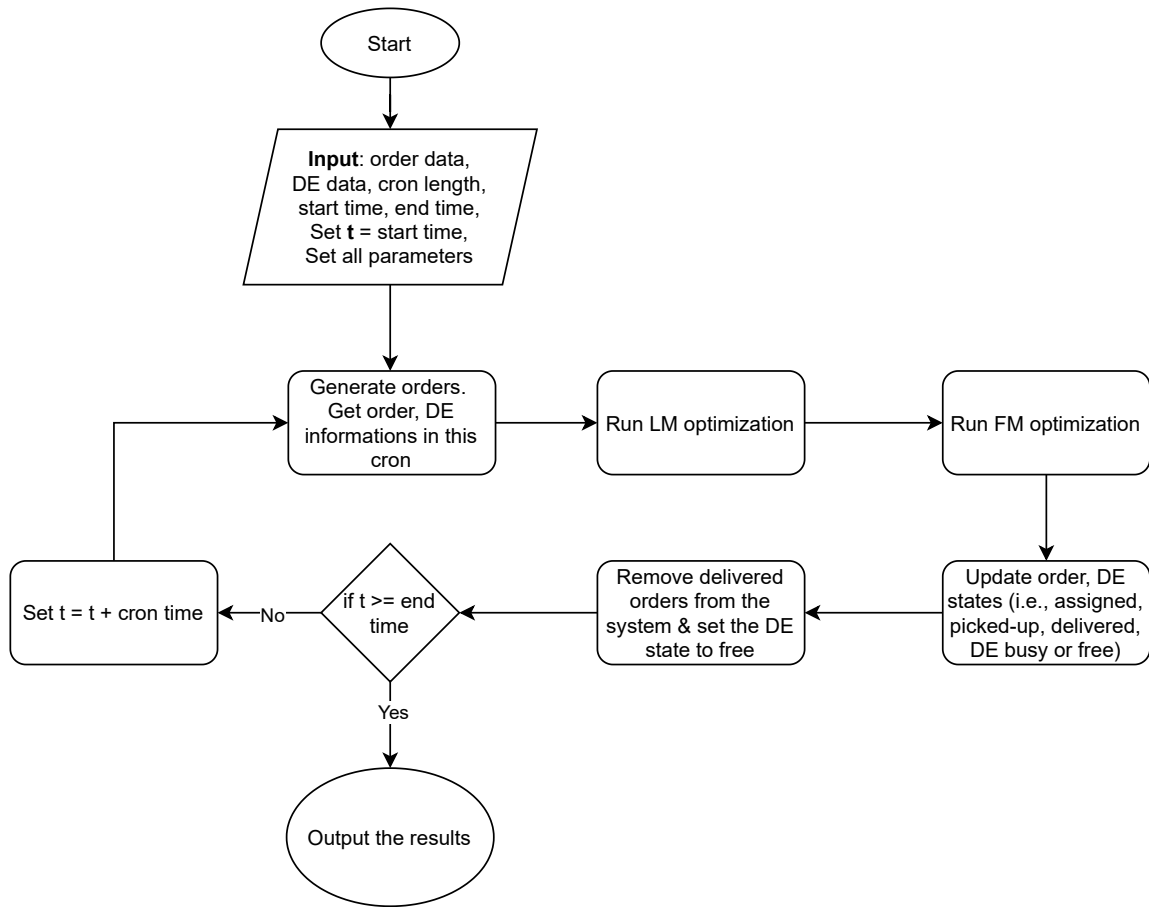 Start
Input: order data,
DE data, cron length,
start time, end time,
Set t = start time,
Set all parameters
Generate orders.
Get order, DE
informations in this
cron
Run LM optimization
Run FM optimization
Update order, DE
states (i.e., assigned,
picked-up, delivered,
DE busy or free)
Remove delivered
orders from the
system & set the DE
state to free
if t >= end
time
No
Set t = t + cron time
Yes
Output the results